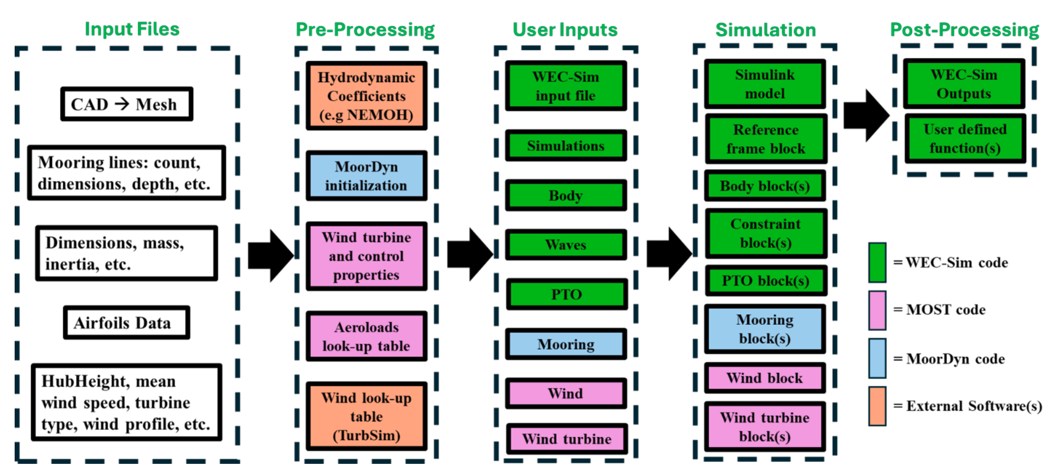 Input Files
CAD → Mesh
Mooring lines: count,
dimensions, depth, etc.
Dimensions, mass,
inertia, etc.
Airfoils Data
HubHeight, mean
wind speed, turbine
type, wind profile, etc.
Pre-Processing
Hydrodynamic
Coefficients
(e.g NEMOH)
MoorDyn
initialization
Wind turbine
and control
properties
Aeroloads
look-up table
Wind look-up
table
(TurbSim)
User Inputs
WEC-Sim
input file
Simulations
Body
Waves
PTO
Mooring
Wind
Wind turbine
Simulation
Simulink
model
Reference
frame block
Body block(s)
Constraint
block(s)
PTO block(s)
Mooring
block(s)
Wind block
Wind turbine
block(s)
Post-Processing
WEC-Sim
Outputs
User defined
function(s)
= WEC-Sim code
= MOST code
= MoorDyn code
= External Software(s)